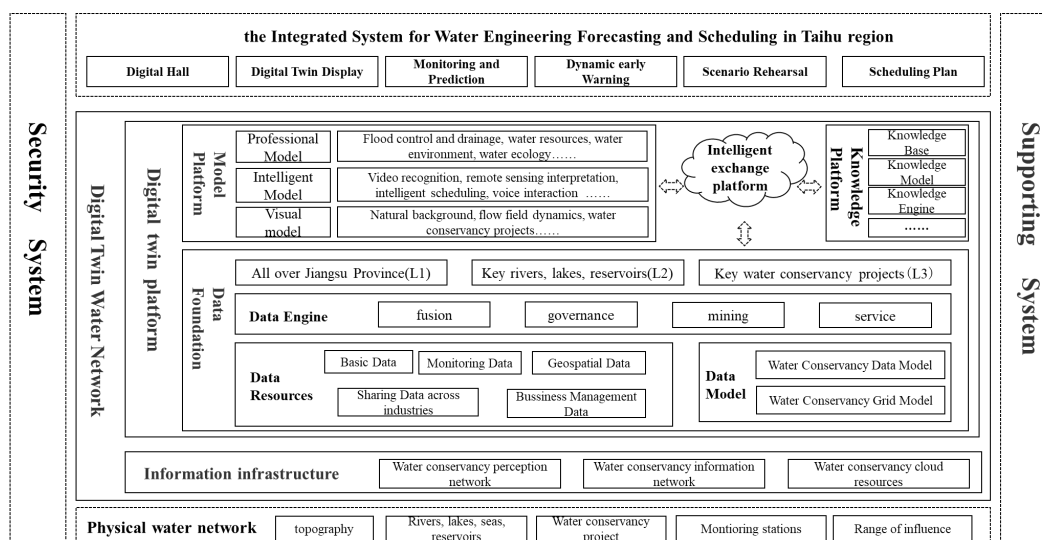 the Integrated System for Water Engineering Forecasting and Scheduling in Taihu region
Digital Hall
Digital Twin Display
Monitoring and
Prediction
Dynamic early
Warning
Scenario Rehearsal
Scheduling Plan
Security System
Supporting System
Digital Twin Water Network
Digital twin platform
Model
Platform
Professional
Model
Flood control and drainage, water resources, water
environment, water ecology……
Intelligent
Model
Video recognition, remote sensing interpretation,
intelligent scheduling, voice interaction ……
Visual
model
Natural background, flow field dynamics, water
conservancy projects……
Intelligent
exchange
platform
Knowledge
Platform
Knowledge
Base
Knowledge
Model
Knowledge
Engine
……
Data
Foundation
All over Jiangsu Province(L1)
Key rivers, lakes, reservoirs(L2)
Key water conservancy projects(L3)
Data Engine
fusion
governance
mining
service
Data
Resources
Basic Data
Monitoring Data
Geospatial Data
Sharing Data across
industries
Bussiness Management
Data
Data
Model
Water Conservancy Data Model
Water Conservancy Grid Model
Information infrastructure
Water conservancy perception
network
Water conservancy information
network
Water conservancy cloud
resources
Physical water network
topography
Rivers, lakes, seas,
reservoirs
Water conservancy
project
Montioring stations
Range of influence